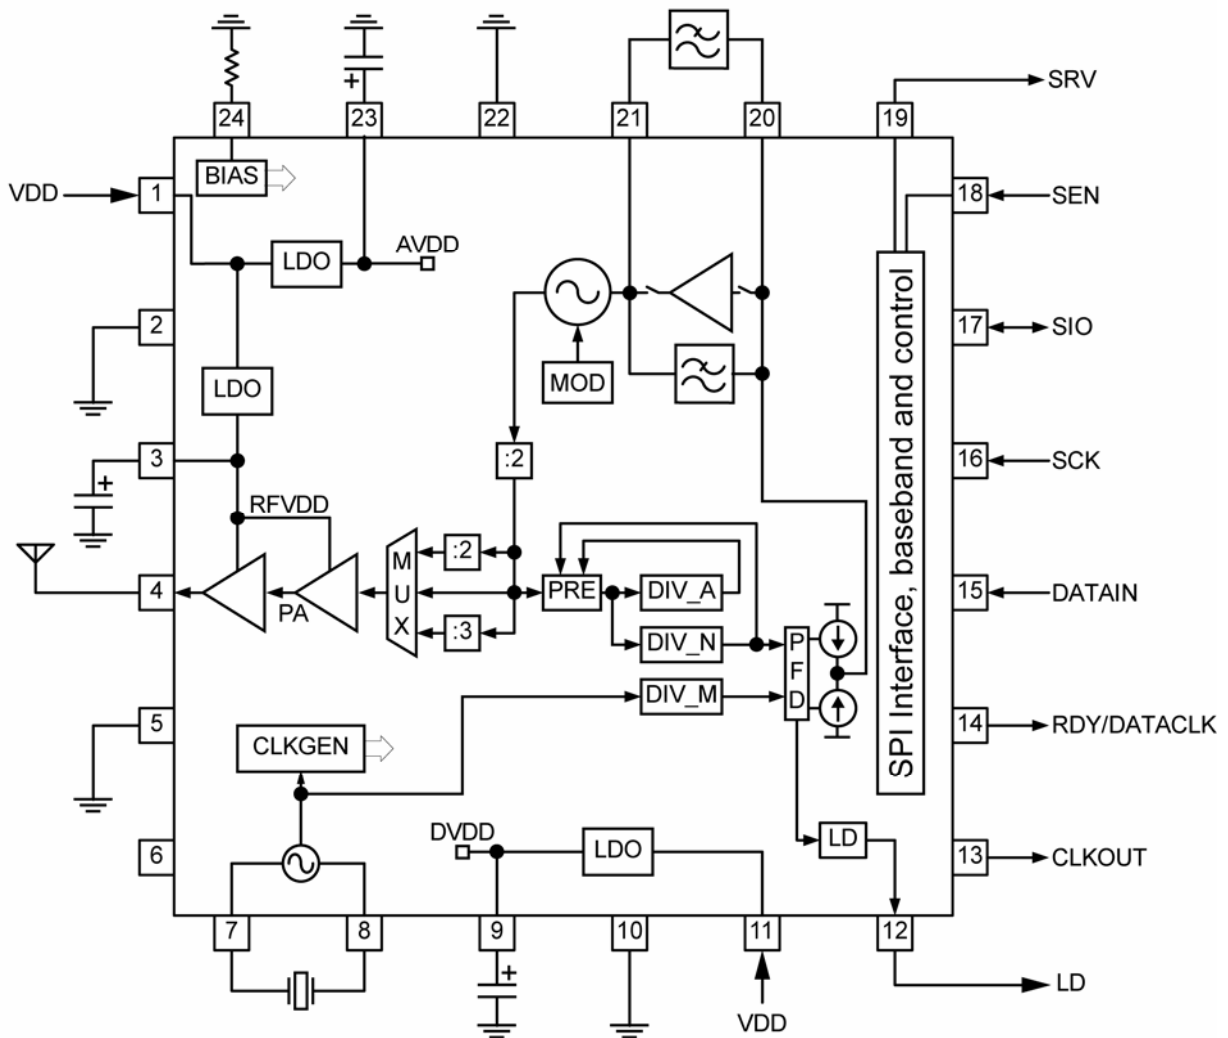 24
23
22
21
20
19
SRV
BIAS
VDD
1
18
SEN
LDO
AVDD
2
17
SIO
LDO
MOD
3
:2
16
SCK
RFVDD
SPI Interface, baseband and control
4
PA
MUX
:2
:3
PRE
DIV_A
DIV_N
DIV_M
PFD
15
DATAIN
5
14
RDY/DATACLK
CLKGEN
6
DVDD
LDO
LD
13
CLKOUT
7
8
9
10
11
12
LD
+
+
+
VDD